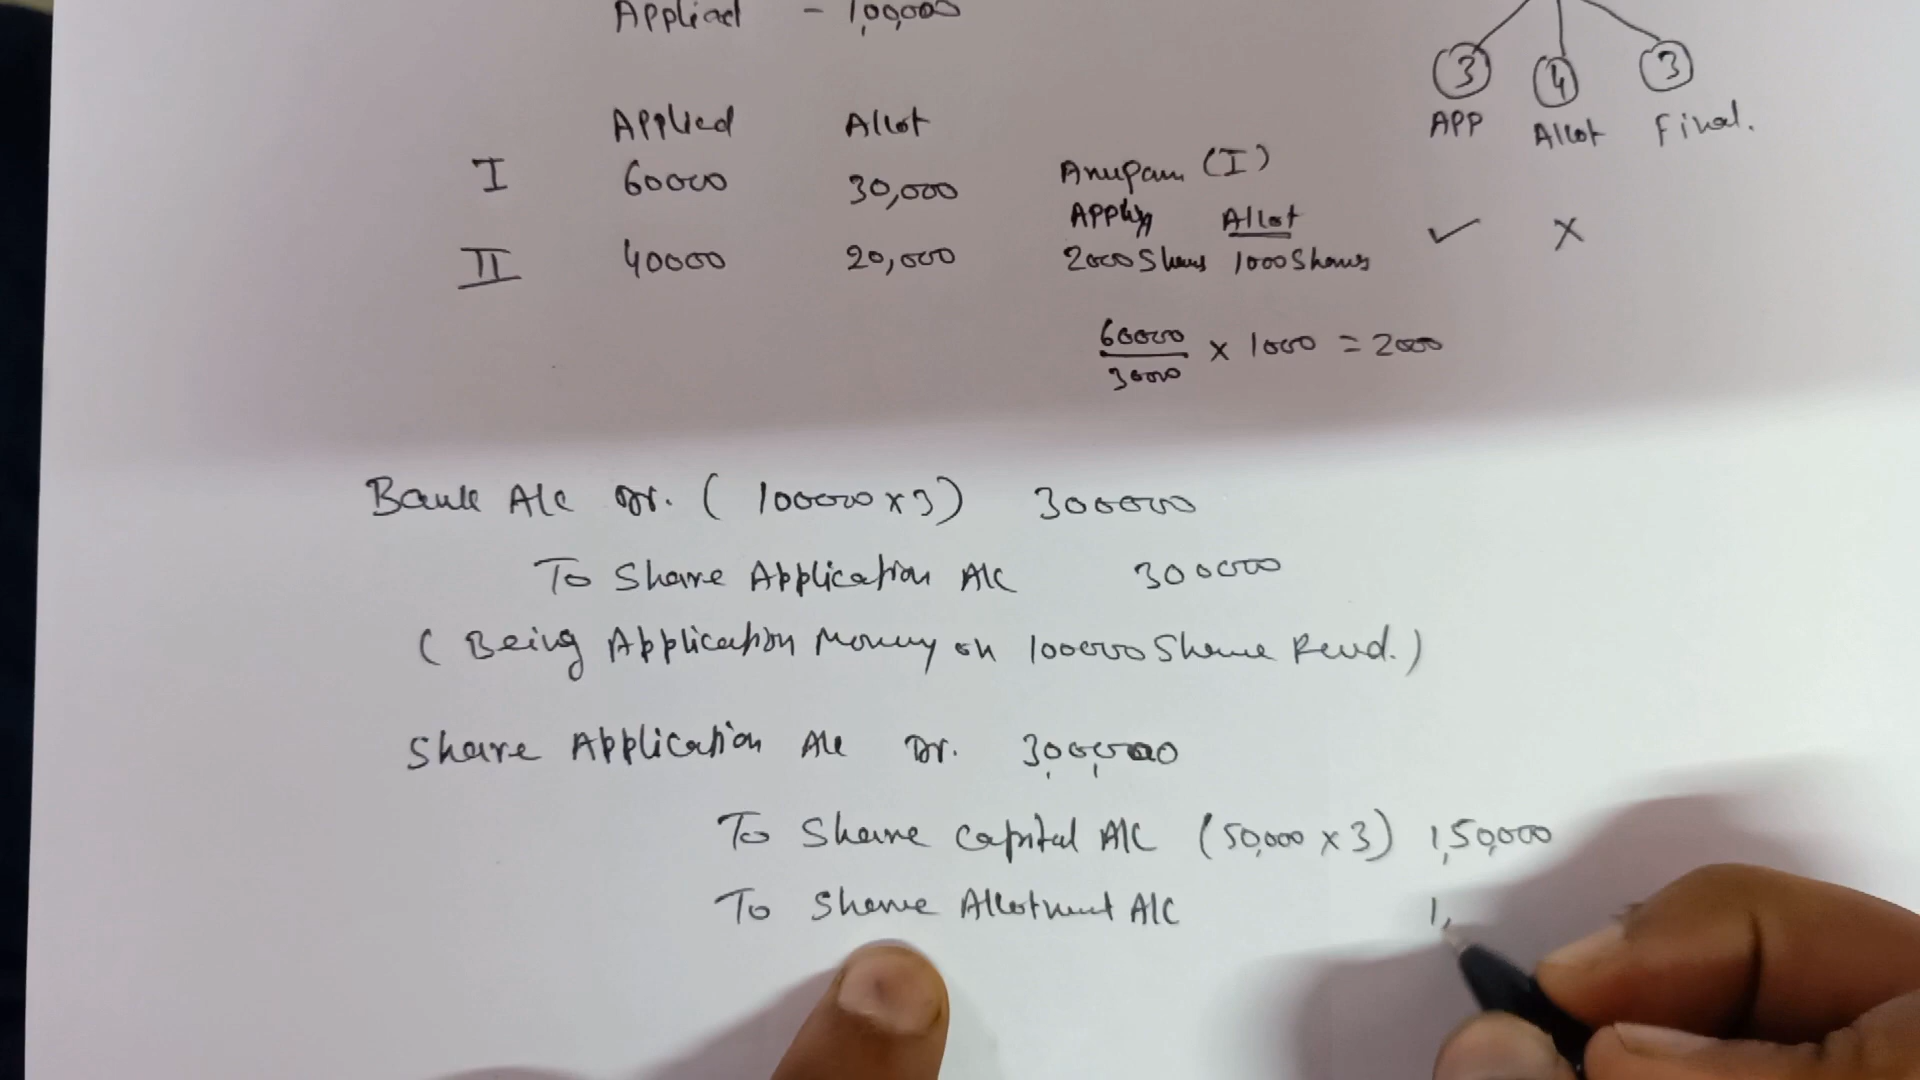 Applied - 1,00,000
3 4 3
APP Allot Final.
Applied Allot
I 60000 30,000
II 40000 20,000
Anupam (I)
Applied Allot
2000 Shares 1000 Shares ✓ X
60000
30000 × 1000 = 2000
Bank A/c Dr. (100000 × 3) 300000
To Share Application A/c 300000
(Being Application Money on 100000 Share Recd.)
Share Application A/c Dr. 3,00,000
To Share Capital A/C (50,000 × 3) 1,50,000
To Share Allotment A/C 1,